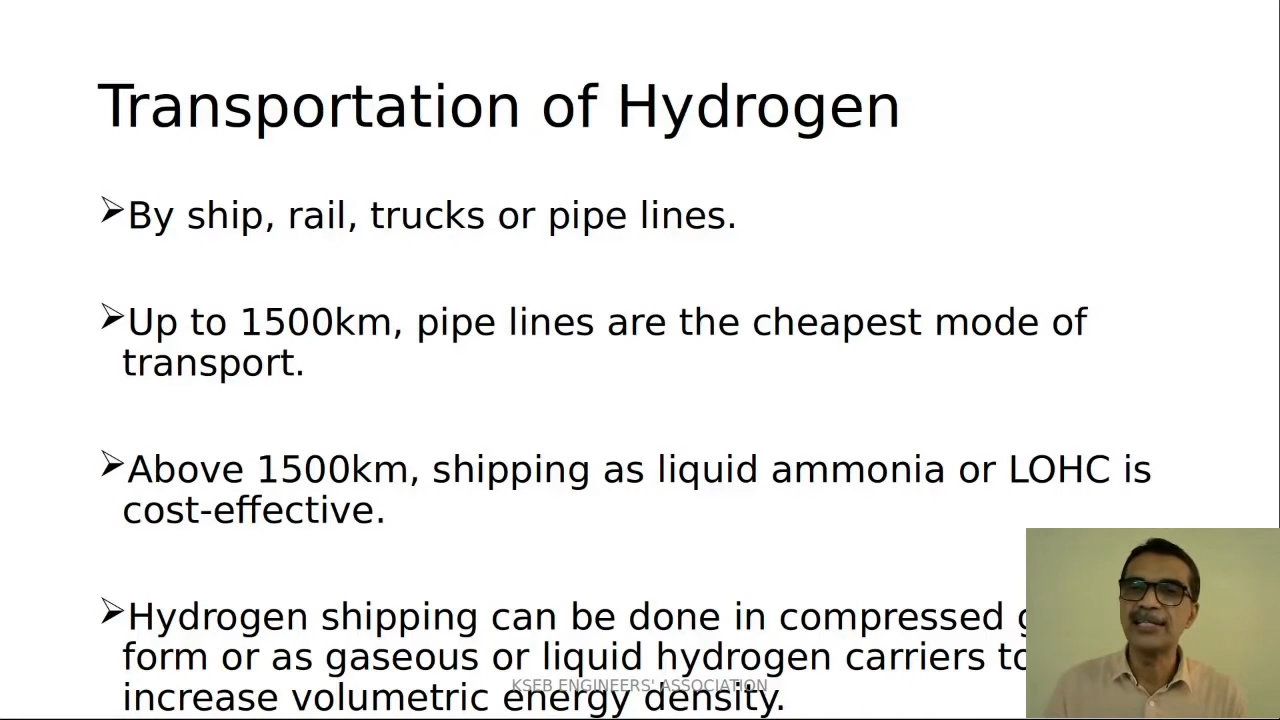 Transportation of Hydrogen
➢By ship, rail, trucks or pipe lines.
➢Up to 1500km, pipe lines are the cheapest mode of
transport.
➢Above 1500km, shipping as liquid ammonia or LOHC is
cost-effective.
➢Hydrogen shipping can be done in compressed
form or as gaseous or liquid hydrogen carriers to
increase volumetric energy density.
KSEB ENGINEERS' ASSOCIATION